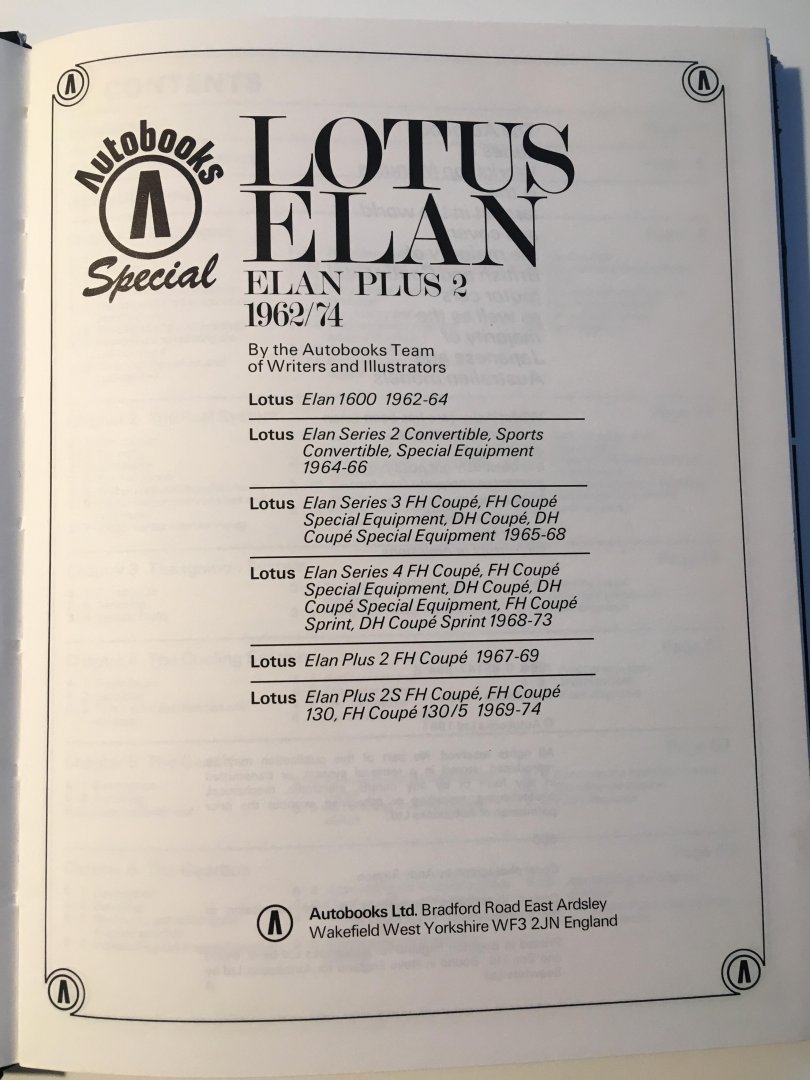 Autobooks
Special
LOTUS
ELAN
ELAN PLUS 2
1962/74
By the Autobooks Team
of Writers and Illustrators
Lotus Elan 1600 1962-64
Lotus Elan Series 2 Convertible, Sports
Convertible, Special Equipment
1964-66
Lotus Elan Series 3 FH Coupé, FH Coupé
Special Equipment, DH Coupé, DH
Coupé Special Equipment 1965-68
Lotus Elan Series 4 FH Coupé, FH Coupé
Special Equipment, DH Coupé, DH
Coupé Special Equipment, FH Coupé
Sprint, DH Coupé Sprint 1968-73
Lotus Elan Plus 2 FH Coupé 1967-69
Lotus Elan Plus 2S FH Coupé, FH Coupé
130, FH Coupé 130/5 1969-74
Autobooks Ltd. Bradford Road East Ardsley
Wakefield West Yorkshire WF3 2JN England